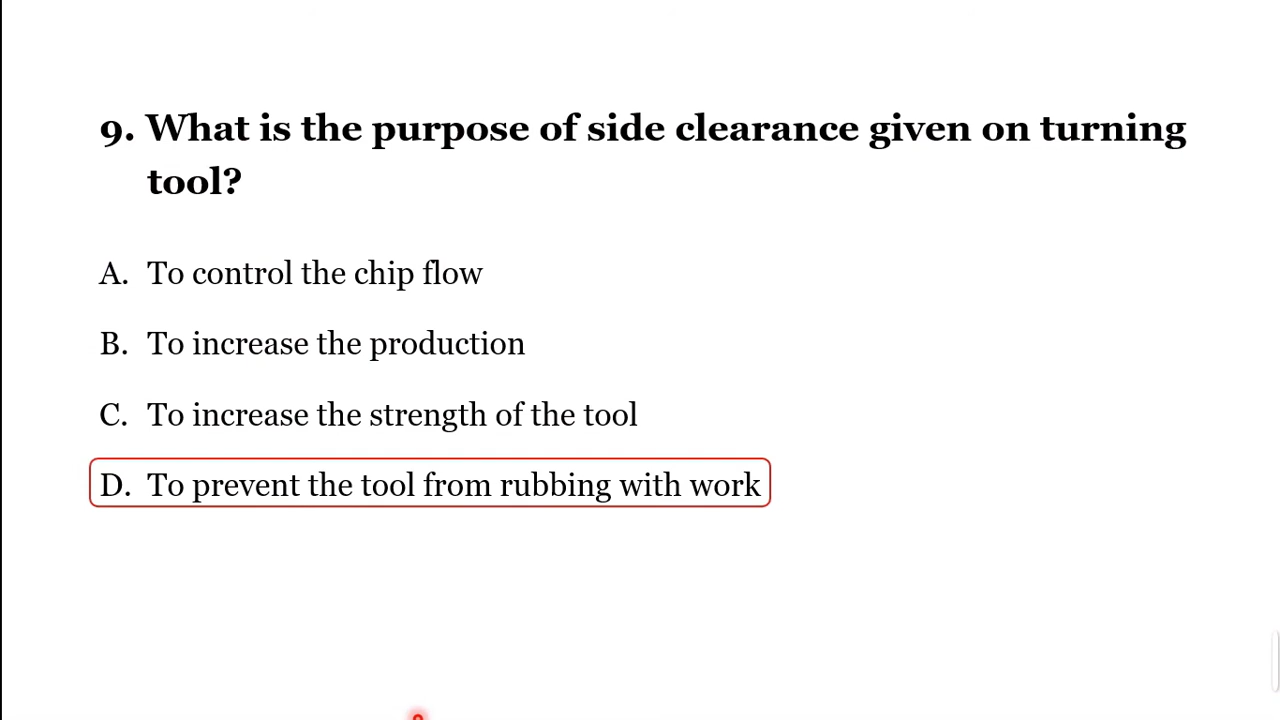 9. What is the purpose of side clearance given on turning
tool?
A. To control the chip flow
B. To increase the production
C. To increase the strength of the tool
D. To prevent the tool from rubbing with work